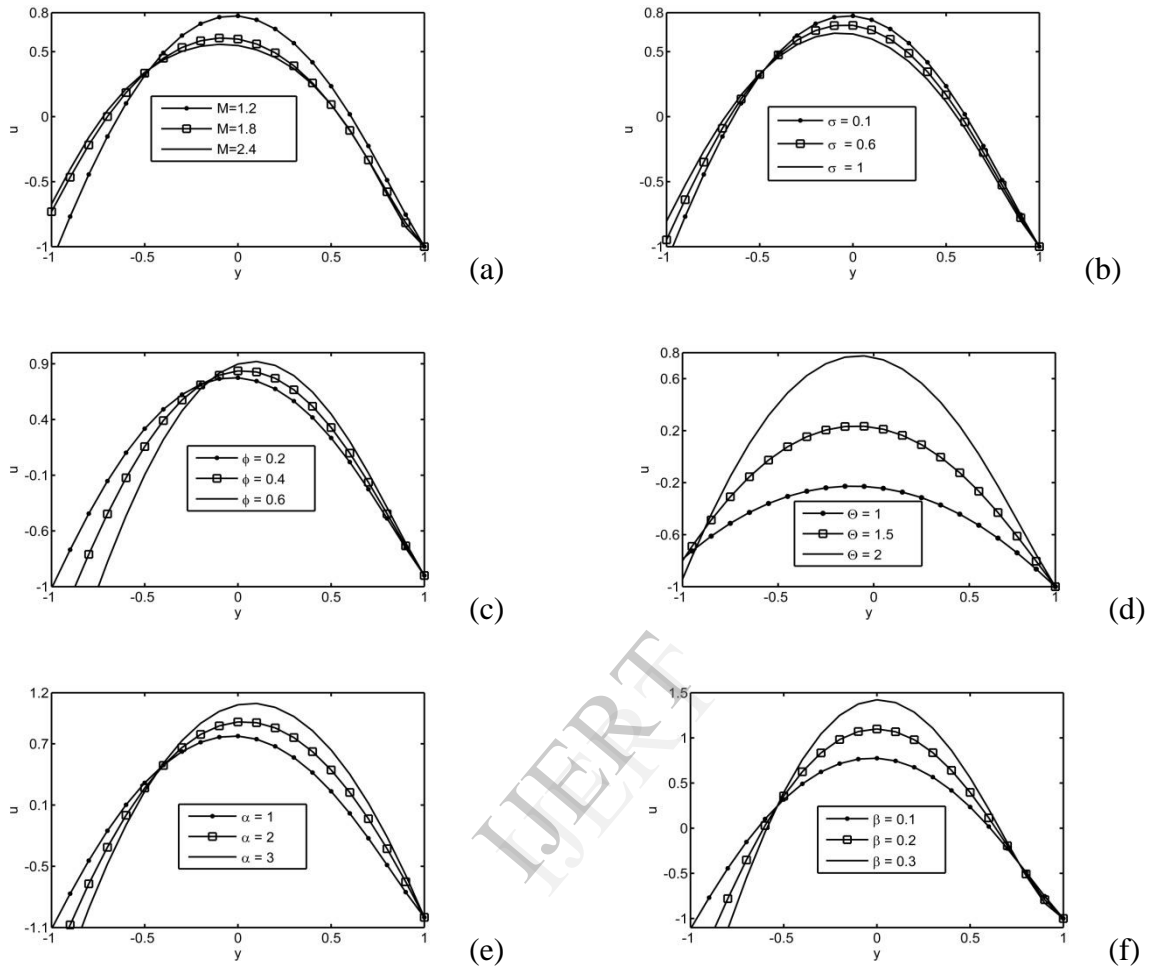 0.8
0.5
0
-0.5
-1
u
M=1.2
M=1.8
M=2.4
-1
-0.5
0
0.5
1
y
(a)
0.8
0.5
0
-0.5
-1
u
σ = 0.1
σ = 0.6
σ = 1
-1
-0.5
0
0.5
1
y
(b)
0.9
0.4
-0.1
-0.6
-1
u
ϕ = 0.2
ϕ = 0.4
ϕ = 0.6
-1
-0.5
0
0.5
1
y
(c)
0.8
0.6
0.2
-0.2
-0.6
-1
u
Θ = 1
Θ = 1.5
Θ = 2
-1
-0.5
0
0.5
1
y
(d)
1.2
0.7
0.1
-0.5
-1.1
u
α = 1
α = 2
α = 3
-1
-0.5
0
0.5
1
y
(e)
1.5
1
0.5
0
-0.5
-1
u
β = 0.1
β = 0.2
β = 0.3
-1
-0.5
0
0.5
1
y
(f)
IJERT